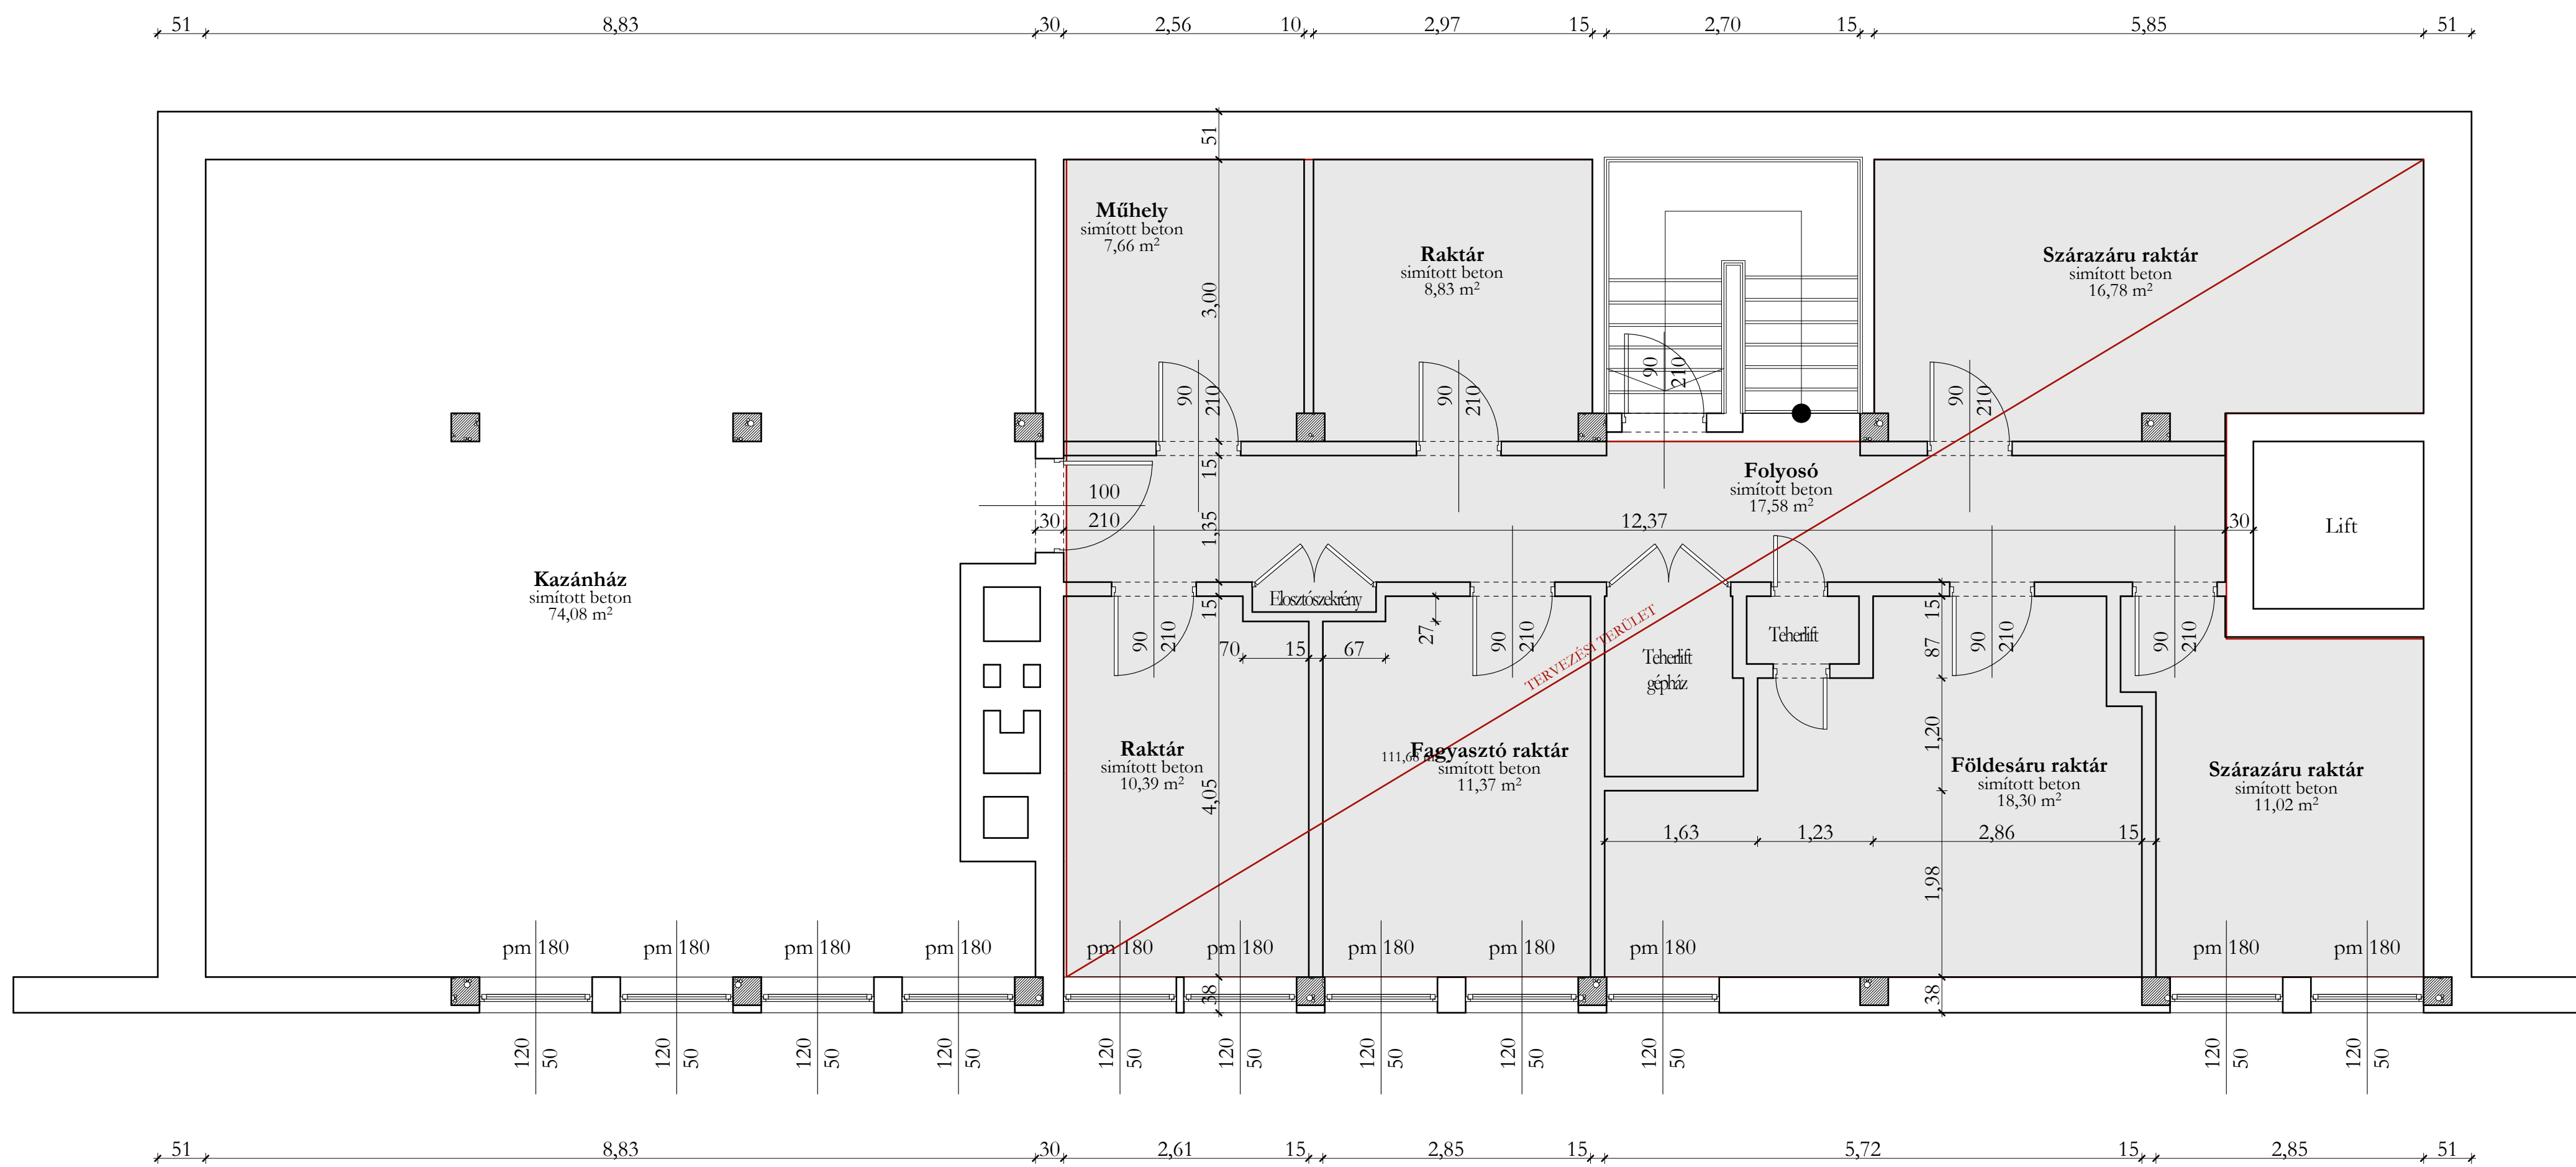 51 8,83 30 2,56 10 2,97 15 2,70 15 5,85 51
51
Műhely
simított beton
7,66 m²
3,00
Raktár
simított beton
8,83 m²
Szárazáru raktár
simított beton
16,78 m²
90 210
90 210
90 210
90 210
15
Folyosó
simított beton
17,58 m²
100
210
30
1,35
12,37
30
Lift
Kazánház
simított beton
74,08 m²
Elosztószekrény
15
90 210
70 15 67
27
90 210
Teherlift
gépház
Teherlift
TERVEZÉSI TERÜLET
15
87
90 210
90 210
1,20
Raktár
simított beton
10,39 m²
4,05
Fagyasztó raktár
simított beton
11,37 m²
Földesáru raktár
simított beton
18,30 m²
Szárazáru raktár
simított beton
11,02 m²
1,63 1,23 2,86 15
1,98
pm 180 pm 180 pm 180 pm 180 pm 180 pm 180 pm 180 pm 180 pm 180 pm 180 pm 180
38 38
120 50 120 50 120 50 120 50 120 50 120 50 120 50 120 50 120 50 120 50 120 50
51 8,83 30 2,61 15 2,85 15 5,72 15 2,85 51